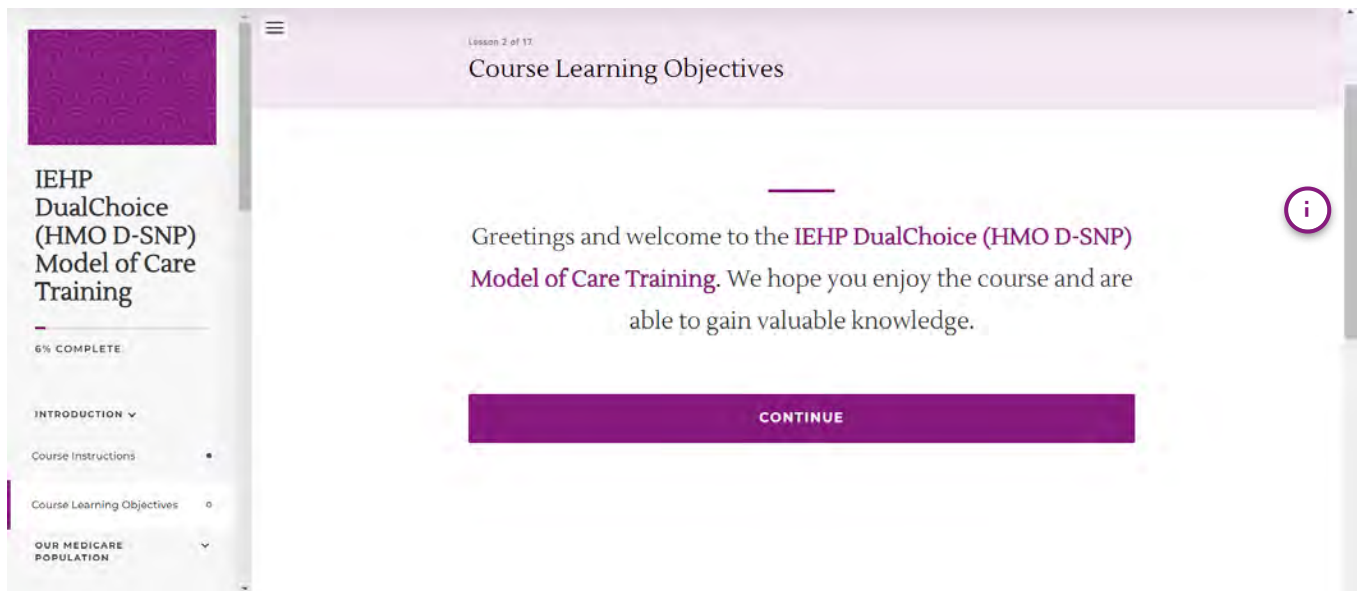 IEHP
DualChoice
(HMO D-SNP)
Model of Care
Training
6% COMPLETE
INTRODUCTION
Course Instructions
Course Learning Objectives
OUR MEDICARE
POPULATION
Lesson 2 of 17
Course Learning Objectives
Greetings and welcome to the IEHP DualChoice (HMO D-SNP)
Model of Care Training. We hope you enjoy the course and are
able to gain valuable knowledge.
CONTINUE
i